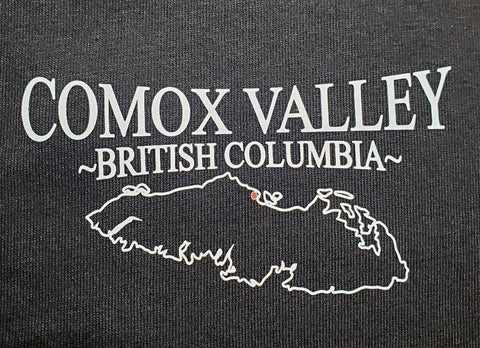 COMOX VALLEY
~BRITISH COLUMBIA~